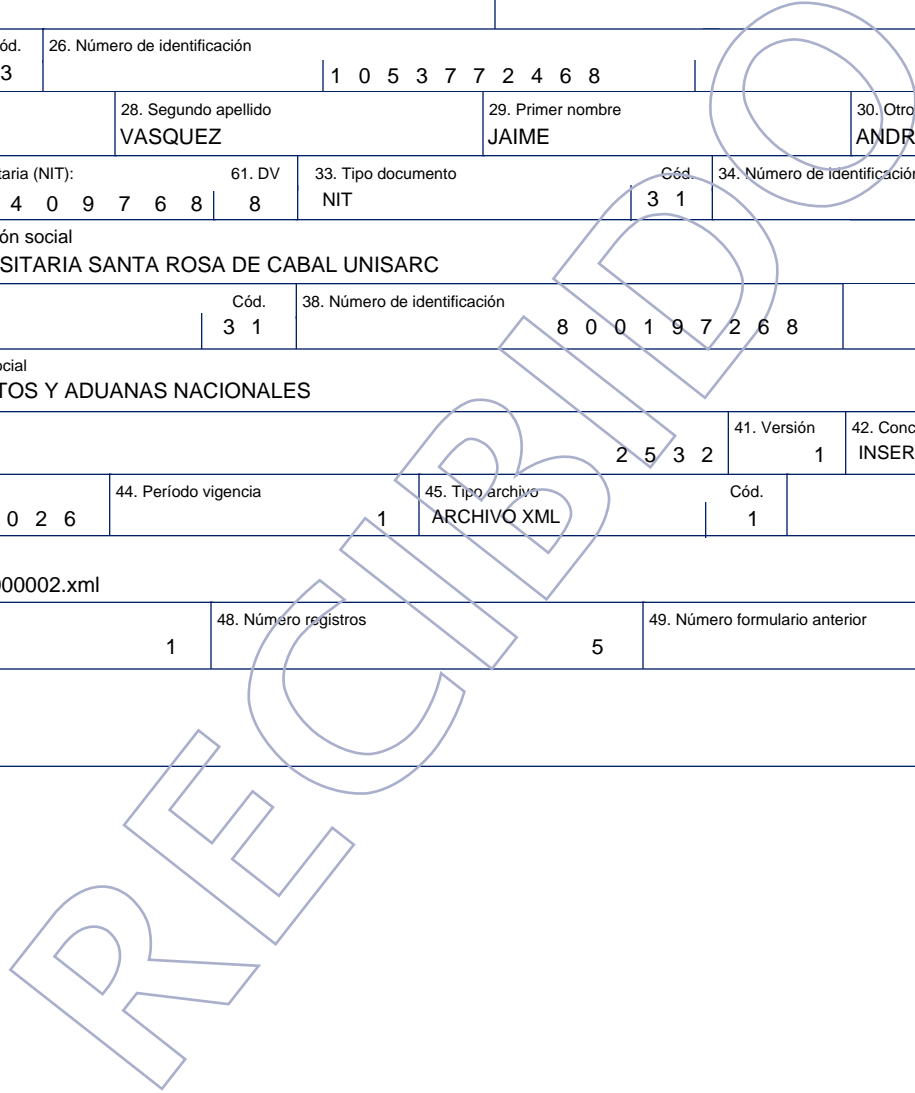 ód. 26. Número de identificación
3 1 0 5 3 7 7 2 4 6 8
28. Segundo apellido 29. Primer nombre 30. Otro
VASQUEZ JAIME ANDR
taria (NIT): 61. DV 33. Tipo documento Cód. 34. Número de identificación
4 0 9 7 6 8 8 NIT 3 1
ón social
SITARIA SANTA ROSA DE CABAL UNISARC
Cód. 38. Número de identificación
3 1 8 0 0 1 9 7 2 6 8
ocial
TOS Y ADUANAS NACIONALES
41. Versión 42. Conc
2 5 3 2 1 INSER
44. Período vigencia 45. Tipo archivo Cód.
0 2 6 1 ARCHIVO XML 1
000002.xml
48. Número registros 49. Número formulario anterior
1 5
RECIBIDO